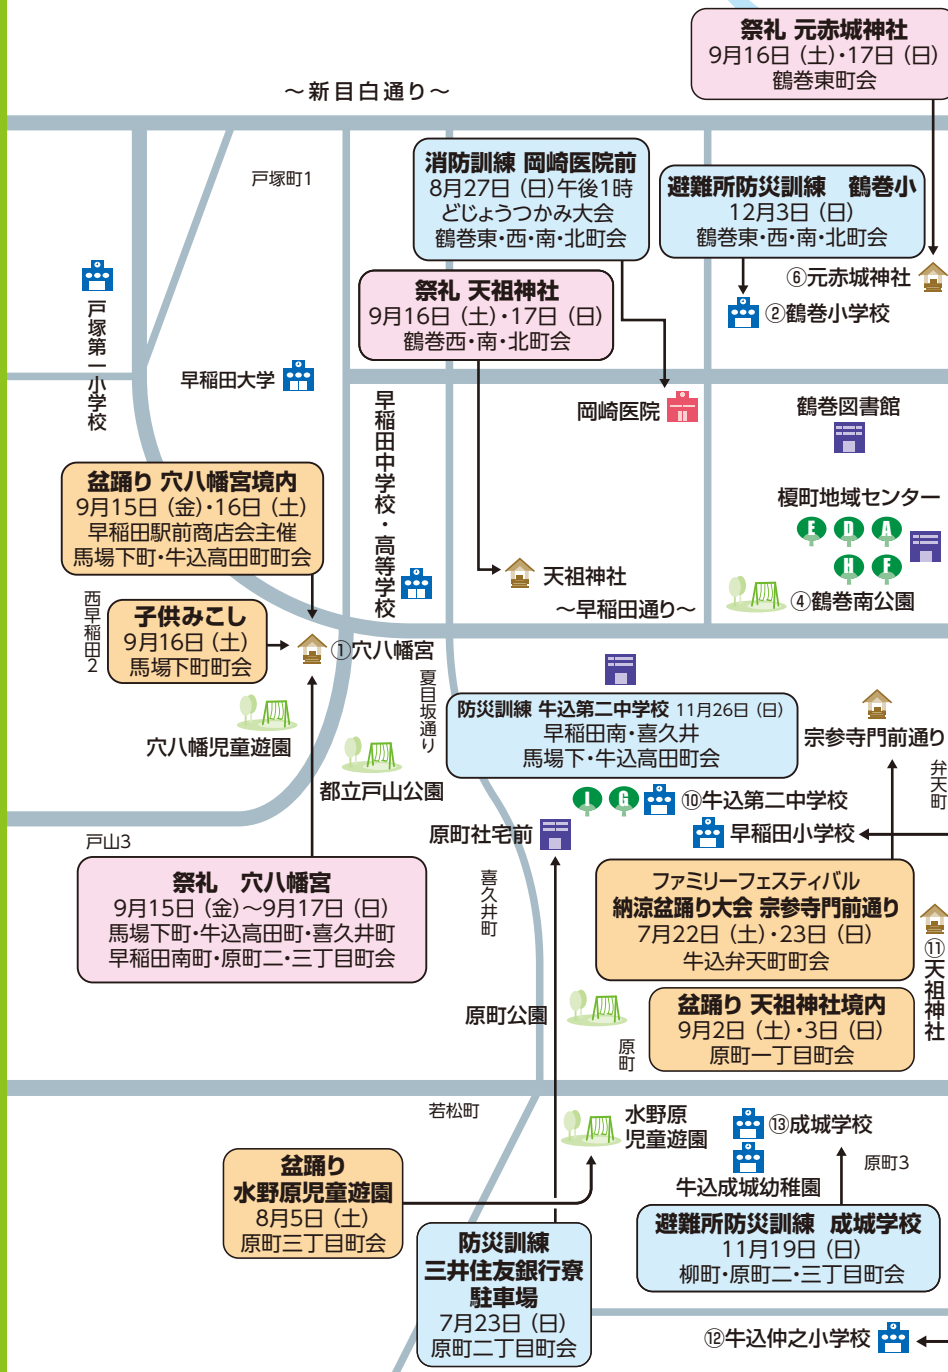 祭礼 元赤城神社
9月16日（土）・17日（日）
鶴巻東町会
～新目白通り～
戸塚町1
消防訓練 岡崎医院前
8月27日（日）午後1時
どじょうつかみ大会
鶴巻東・西・南・北町会
避難所防災訓練　鶴巻小
12月3日（日）
鶴巻東・西・南・北町会
⑥元赤城神社
②鶴巻小学校
祭礼 天祖神社
9月16日（土）・17日（日）
鶴巻西・南・北町会
戸塚第一小学校
早稲田大学
早稲田中学校・高等学校
岡崎医院
鶴巻図書館
榎町地域センター
E D A
H F
盆踊り 穴八幡宮境内
9月15日（金）・16日（土）
早稲田駅前商店会主催
馬場下町・牛込高田町町会
天祖神社
④鶴巻南公園
～早稲田通り～
西早稲田2
子供みこし
9月16日（土）
馬場下町町会
①穴八幡宮
夏目坂通り
穴八幡児童遊園
都立戸山公園
防災訓練 牛込第二中学校 11月26日（日）
早稲田南・喜久井
馬場下・牛込高田町会
宗参寺門前通り
弁天町
I G
⑩牛込第二中学校
早稲田小学校
原町社宅前
戸山3
祭礼　穴八幡宮
9月15日（金）～9月17日（日）
馬場下町・牛込高田町・喜久井町
早稲田南町・原町二・三丁目町会
喜久井町
ファミリーフェスティバル
納涼盆踊り大会 宗参寺門前通り
7月22日（土）・23日（日）
牛込弁天町町会
⑪天祖神社
盆踊り 天祖神社境内
9月2日（土）・3日（日）
原町一丁目町会
原町公園
原町
若松町
水野原
児童遊園
⑬成城学校
牛込成城幼稚園
原町3
盆踊り
水野原児童遊園
8月5日（土）
原町三丁目町会
防災訓練
三井住友銀行寮
駐車場
7月23日（日）
原町二丁目町会
避難所防災訓練 成城学校
11月19日（日）
柳町・原町二・三丁目町会
⑫牛込仲之小学校